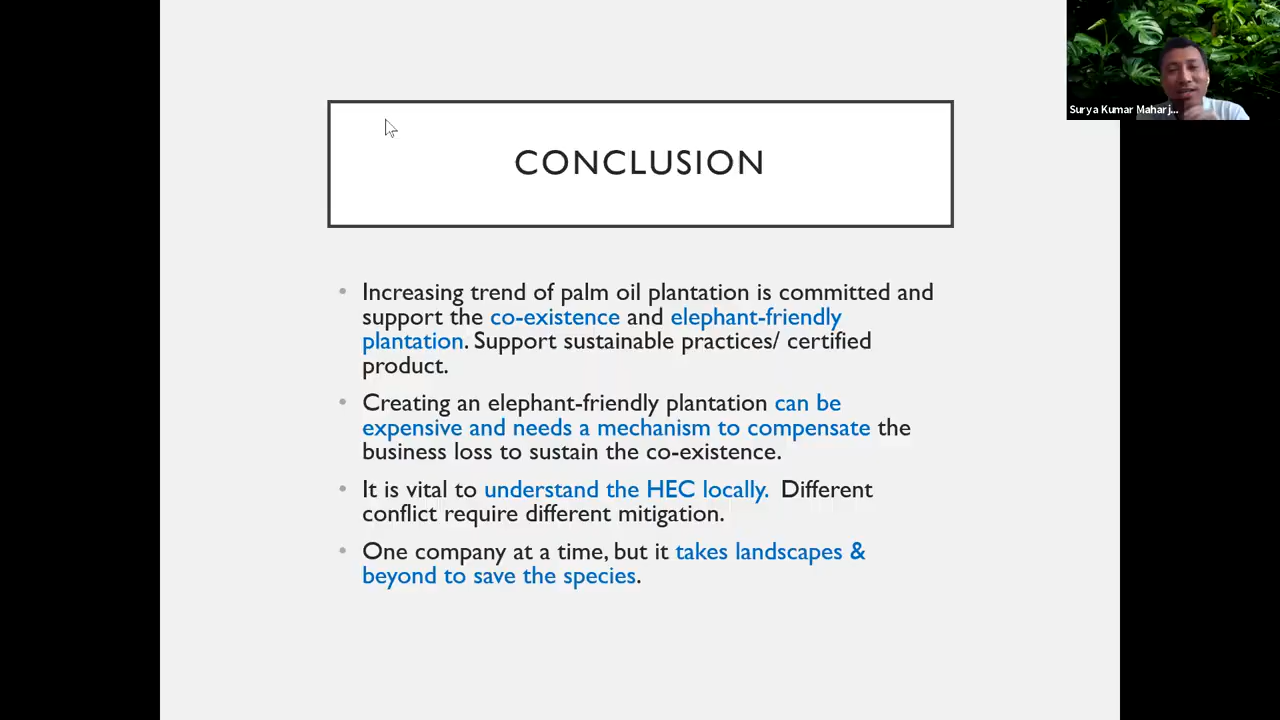 Surya Kumar Maharj...
CONCLUSION
• Increasing trend of palm oil plantation is committed and
support the co-existence and elephant-friendly
plantation. Support sustainable practices/ certified
product.
• Creating an elephant-friendly plantation can be
expensive and needs a mechanism to compensate the
business loss to sustain the co-existence.
• It is vital to understand the HEC locally.  Different
conflict require different mitigation.
• One company at a time, but it takes landscapes &
beyond to save the species.